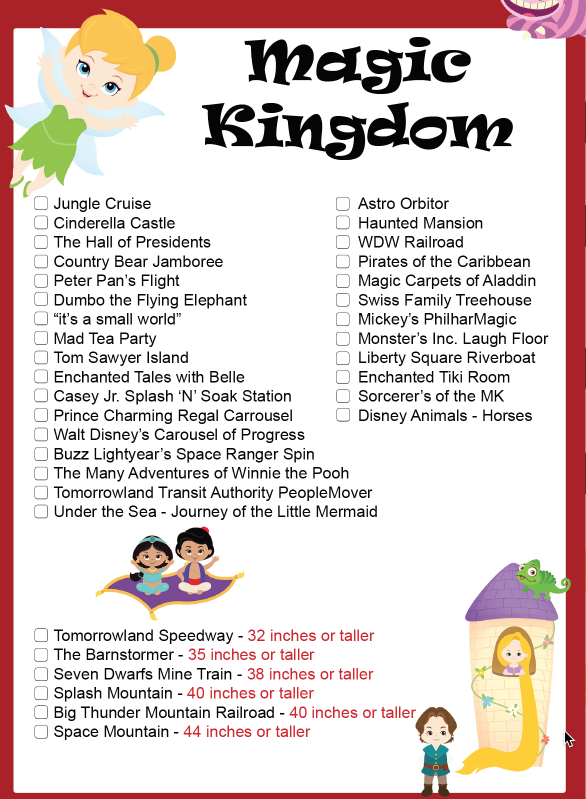 Magic
Kingdom
Jungle Cruise
Cinderella Castle
The Hall of Presidents
Country Bear Jamboree
Peter Pan's Flight
Dumbo the Flying Elephant
“it's a small world”
Mad Tea Party
Tom Sawyer Island
Enchanted Tales with Belle
Casey Jr. Splash ‘N’ Soak Station
Prince Charming Regal Carrousel
Walt Disney's Carousel of Progress
Buzz Lightyear's Space Ranger Spin
The Many Adventures of Winnie the Pooh
Tomorrowland Transit Authority PeopleMover
Under the Sea - Journey of the Little Mermaid
Astro Orbitor
Haunted Mansion
WDW Railroad
Pirates of the Caribbean
Magic Carpets of Aladdin
Swiss Family Treehouse
Mickey's PhilharMagic
Monster's Inc. Laugh Floor
Liberty Square Riverboat
Enchanted Tiki Room
Sorcerer's of the MK
Disney Animals - Horses
Tomorrowland Speedway - 32 inches or taller
The Barnstormer - 35 inches or taller
Seven Dwarfs Mine Train - 38 inches or taller
Splash Mountain - 40 inches or taller
Big Thunder Mountain Railroad - 40 inches or taller
Space Mountain - 44 inches or taller